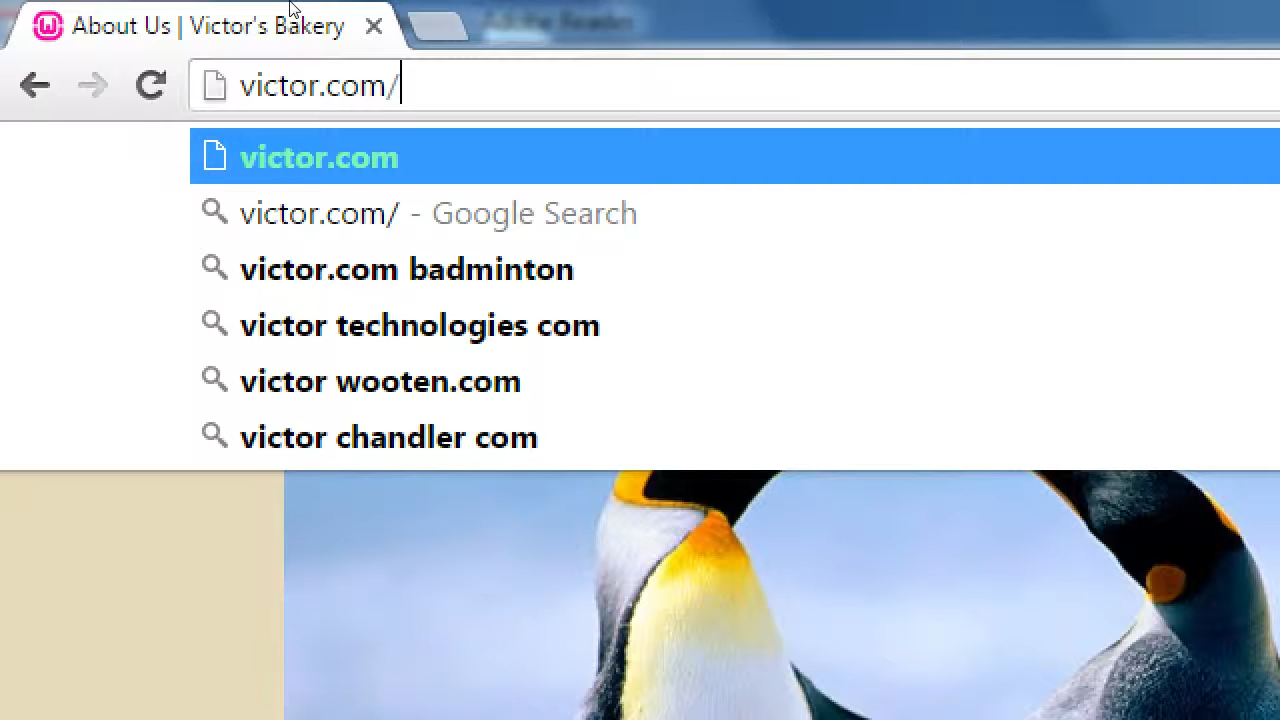 About Us | Victor's Bakery
victor.com/
victor.com
victor.com/ - Google Search
victor.com badminton
victor technologies com
victor wooten.com
victor chandler com